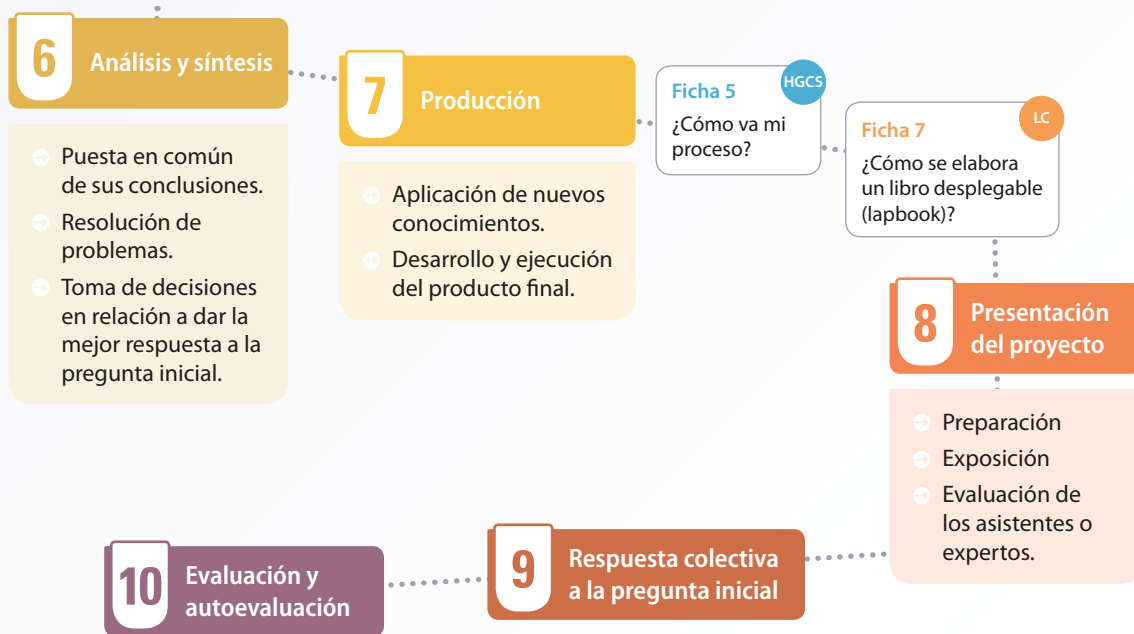 6
Análisis y síntesis
Puesta en común
de sus conclusiones.
Resolución de
problemas.
Toma de decisiones
en relación a dar la
mejor respuesta a la
pregunta inicial.
7
Producción
Aplicación de nuevos
conocimientos.
Desarrollo y ejecución
del producto final.
HGCS
Ficha 5
¿Cómo va mi
proceso?
LC
Ficha 7
¿Cómo se elabora
un libro desplegable
(lapbook)?
8
Presentación
del proyecto
Preparación
Exposición
Evaluación de
los asistentes o
expertos.
9
Respuesta colectiva
a la pregunta inicial
10
Evaluación y
autoevaluación